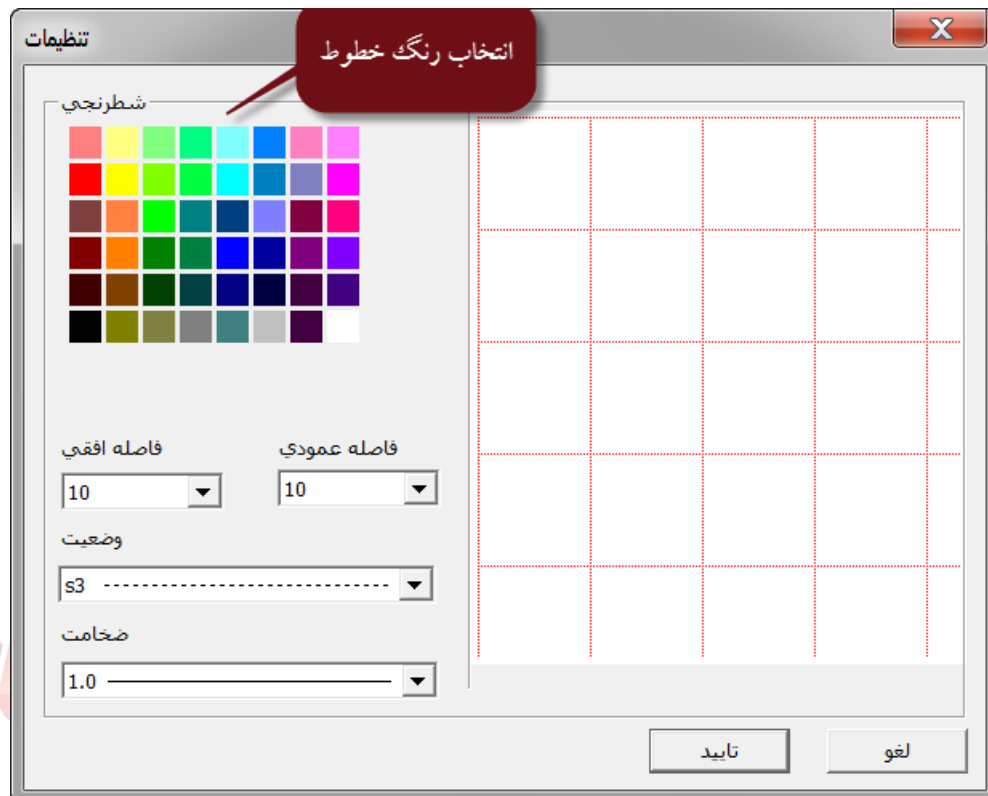 تنظیمات
انتخاب رنگ خطوط
شطرنجي
فاصله افقي
فاصله عمودي
10
10
وضعیت
s3
ضخامت
1.0
تایید
لغو